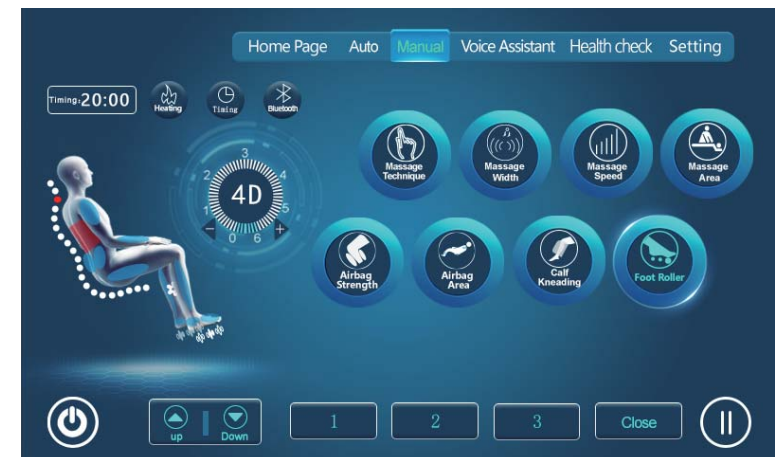 Home Page Auto Manual Voice Assistant Health check Setting
Timing:20:00
Heating
Timing
Bluetooth
3
2
4
1
5
4D
- +
0 6
Massage
Technique
Massage
Width
Massage
Speed
Massage
Area
Airbag
Strength
Airbag
Area
Calf
Kneading
Foot Roller
up
Down
1
2
3
Close